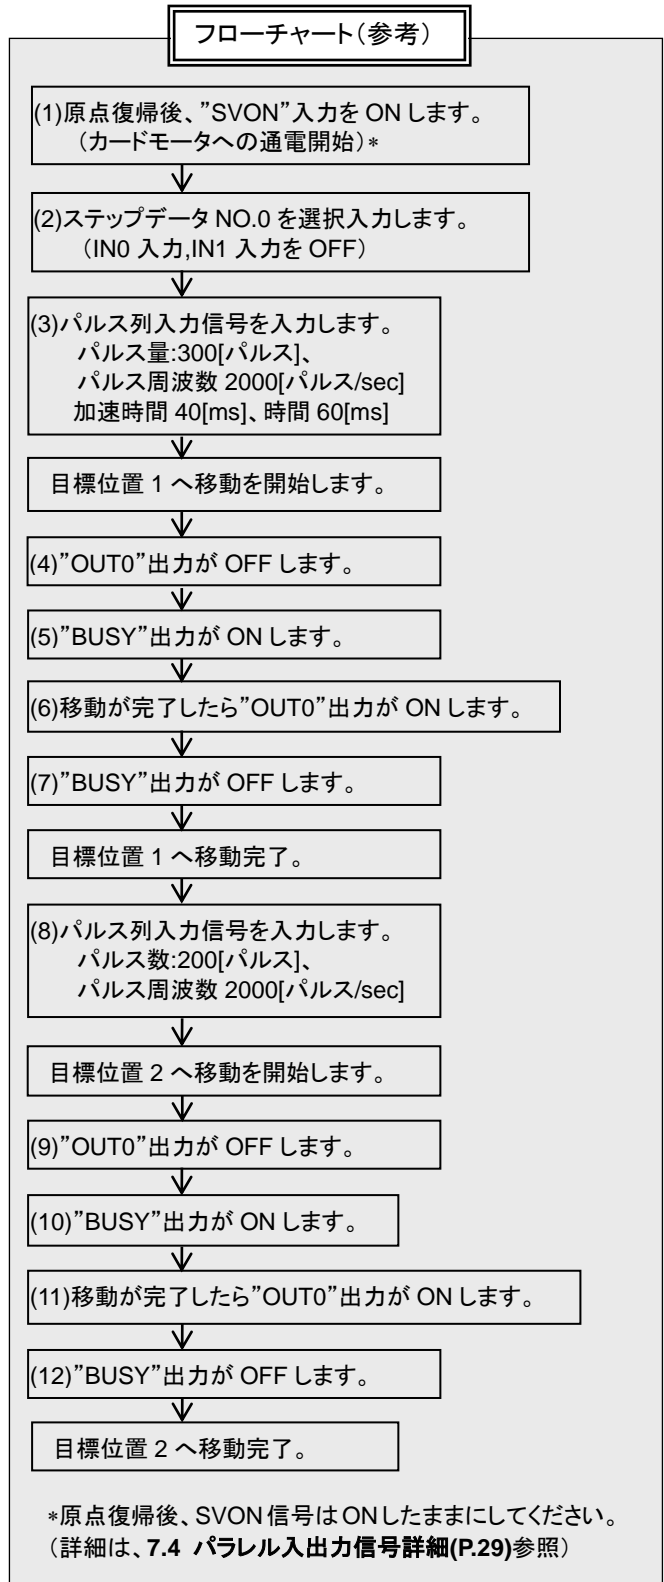 フローチャート(参考)
(1)原点復帰後、”SVON”入力を ON します。
(カードモータへの通電開始)*
(2)ステップデータ NO.0 を選択入力します。
(IN0 入力,IN1 入力を OFF)
(3)パルス列入力信号を入力します。
パルス量:300[パルス]、
パルス周波数 2000[パルス/sec]
加速時間 40[ms]、時間 60[ms]
目標位置 1 へ移動を開始します。
(4)”OUT0”出力が OFF します。
(5)”BUSY”出力が ON します。
(6)移動が完了したら”OUT0”出力が ON します。
(7)”BUSY”出力が OFF します。
目標位置 1 へ移動完了。
(8)パルス列入力信号を入力します。
パルス数:200[パルス]、
パルス周波数 2000[パルス/sec]
目標位置 2 へ移動を開始します。
(9)”OUT0”出力が OFF します。
(10)”BUSY”出力が ON します。
(11)移動が完了したら”OUT0”出力が ON します。
(12)”BUSY”出力が OFF します。
目標位置 2 へ移動完了。
*原点復帰後、SVON 信号は ON したままにしてください。
(詳細は、7.4 パラレル入出力信号詳細(P.29)参照)